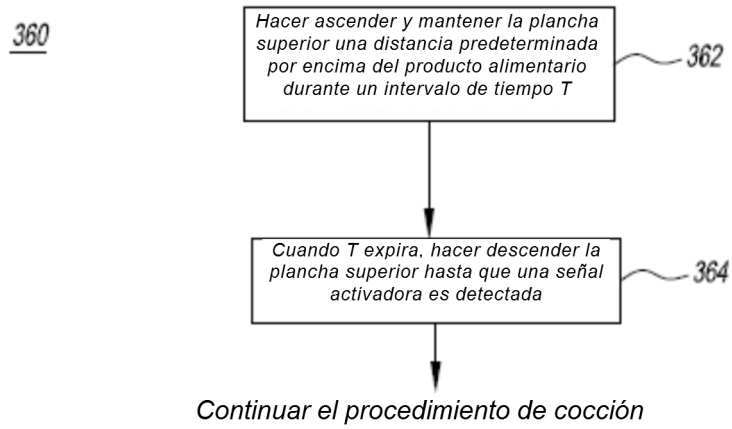 360
Hacer ascender y mantener la plancha
superior una distancia predeterminada
por encima del producto alimentario
durante un intervalo de tiempo T
362
Cuando T expira, hacer descender la
plancha superior hasta que una señal
activadora es detectada
364
Continuar el procedimiento de cocción